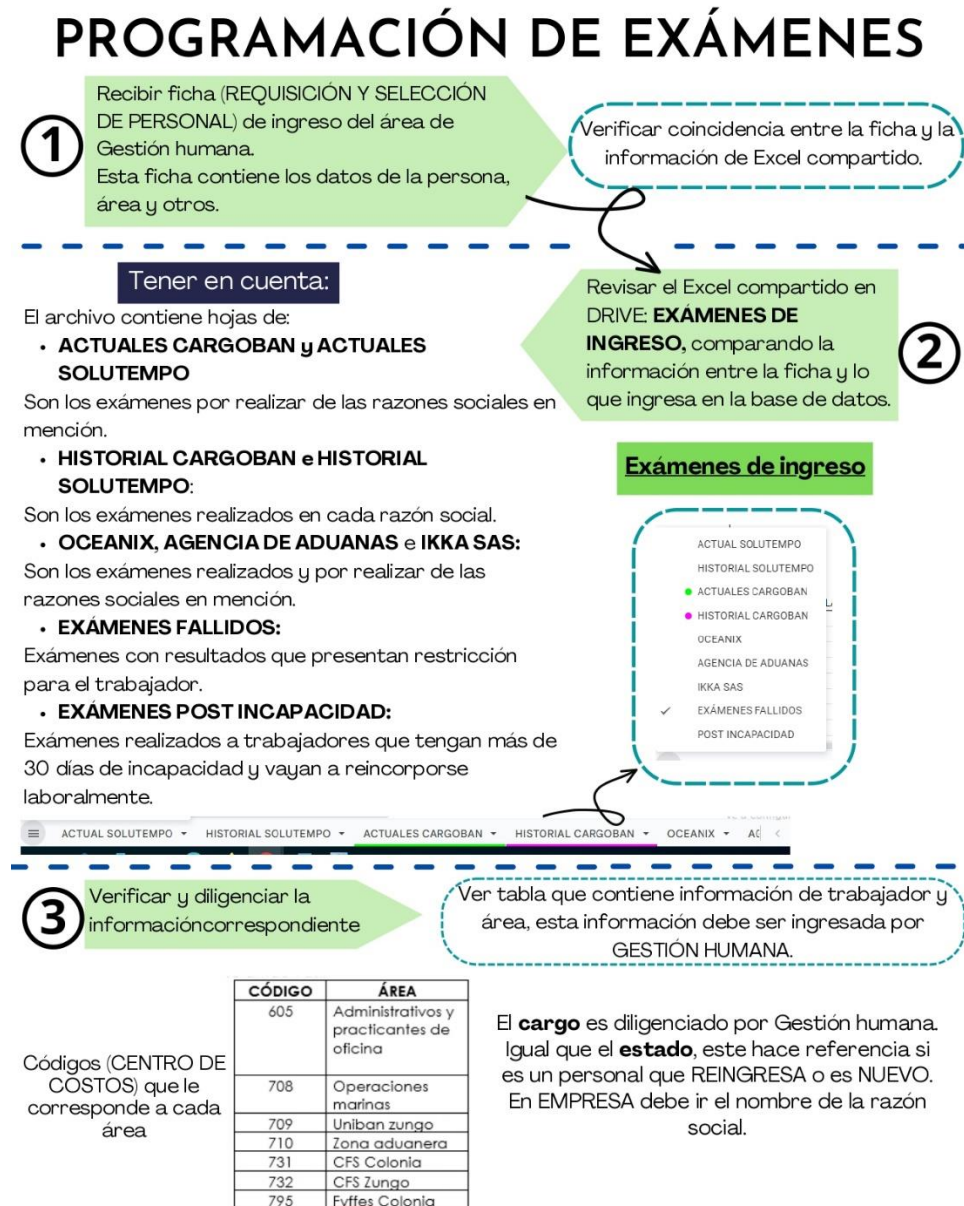 PROGRAMACIÓN DE EXÁMENES
1
Recibir ficha (REQUISICIÓN Y SELECCIÓN
DE PERSONAL) de ingreso del área de
Gestión humana.
Esta ficha contiene los datos de la persona,
área y otros.
Verificar coincidencia entre la ficha y la
información de Excel compartido.
Revisar el Excel compartido en
DRIVE: EXÁMENES DE
INGRESO, comparando la
información entre la ficha y lo
que ingresa en la base de datos.
2
Tener en cuenta:
El archivo contiene hojas de:
• ACTUALES CARGOBAN y ACTUALES
SOLUTEMPO
Son los exámenes por realizar de las razones sociales en
mención.
• HISTORIAL CARGOBAN e HISTORIAL
SOLUTEMPO:
Son los exámenes realizados en cada razón social.
• OCEANIX, AGENCIA DE ADUANAS e IKKA SAS:
Son los exámenes realizados y por realizar de las
razones sociales en mención.
• EXÁMENES FALLIDOS:
Exámenes con resultados que presentan restricción
para el trabajador.
• EXÁMENES POST INCAPACIDAD:
Exámenes realizados a trabajadores que tengan más de
30 días de incapacidad y vayan a reincorporse
laboralmente.
Exámenes de ingreso
ACTUAL SOLUTEMPO
HISTORIAL SOLUTEMPO
ACTUALES CARGOBAN
HISTORIAL CARGOBAN
OCEANIX
AGENCIA DE ADUANAS
IKKA SAS
EXÁMENES FALLIDOS
POST INCAPACIDAD
ACTUAL SOLUTEMPO HISTORIAL SOLUTEMPO ACTUALES CARGOBAN HISTORIAL CARGOBAN OCEANIX
3
Verificar y diligenciar la
informacióncorrespondiente
Ver tabla que contiene información de trabajador y
área, esta información debe ser ingresada por
GESTIÓN HUMANA.
Códigos (CENTRO DE
COSTOS) que le
corresponde a cada
área
CÓDIGO ÁREA
605 Administrativos y
practicantes de
oficina
708 Operaciones
marinas
709 Uniban zungo
710 Zona aduanera
731 CFS Colonia
732 CFS Zungo
795 Fyffes Colonia
El cargo es diligenciado por Gestión humana.
Igual que el estado, este hace referencia si
es un personal que REINGRESA o es NUEVO.
En EMPRESA debe ir el nombre de la razón
social.